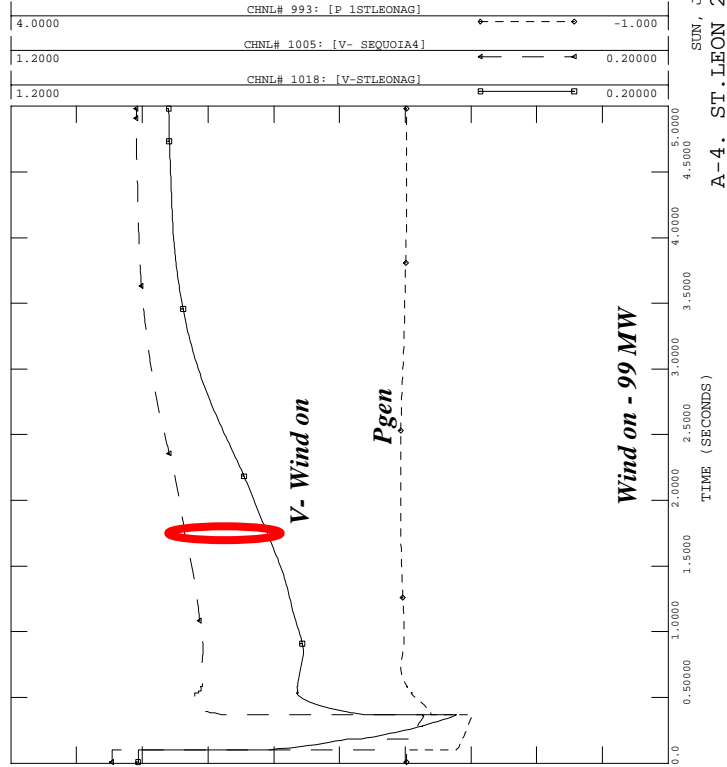 CHNL# 993: [P 1STLEONAG]
4.0000 -1.000
CHNL# 1005: [V- SEQUOIA4]
1.2000 0.20000
CHNL# 1018: [V-STLEONAG]
1.2000 0.20000
V- Wind on
Pgen
Wind on - 99 MW
0.0
0.50000
1.0000
1.5000
2.0000
2.5000
3.0000
3.5000
4.0000
4.5000
5.0000
TIME (SECONDS)
A-4. ST.LEON
SUN,